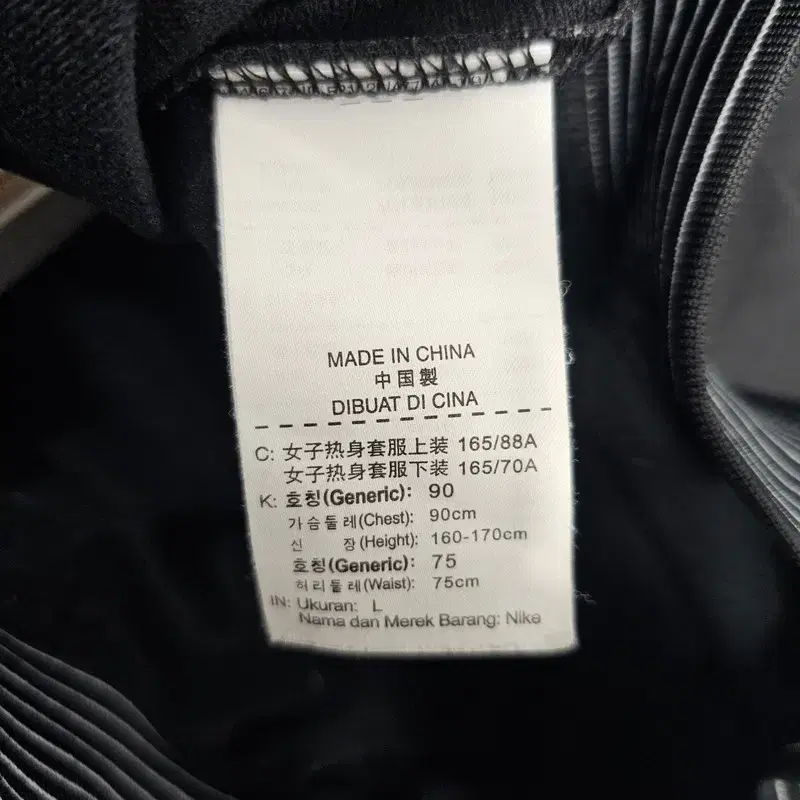 MADE IN CHINA
中国製
DIBUAT DI CINA
C: 女子热身套服上装 165/88A
女子热身套服下装 165/70A
K: 호칭(Generic): 90
가슴둘레(Chest): 90cm
신 장(Height): 160-170cm
호칭(Generic): 75
허리둘레(Waist): 75cm
IN: Ukuran: L
Nama dan Merek Barang: Nike